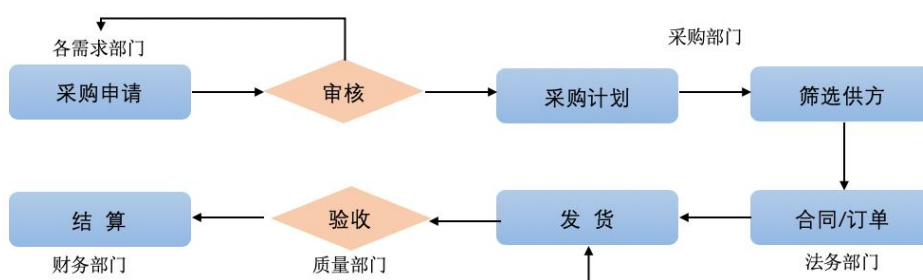 各需求部门
采购部门
采购申请
审核
采购计划
筛选供方
结 算
验收
发 货
合同/订单
财务部门
质量部门
法务部门